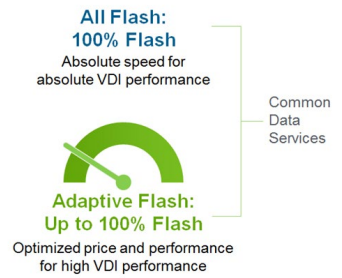 All Flash:
100% Flash
Absolute speed for
absolute VDI performance
Common
Data
Services
Adaptive Flash:
Up to 100% Flash
Optimized price and performance
for high VDI performance